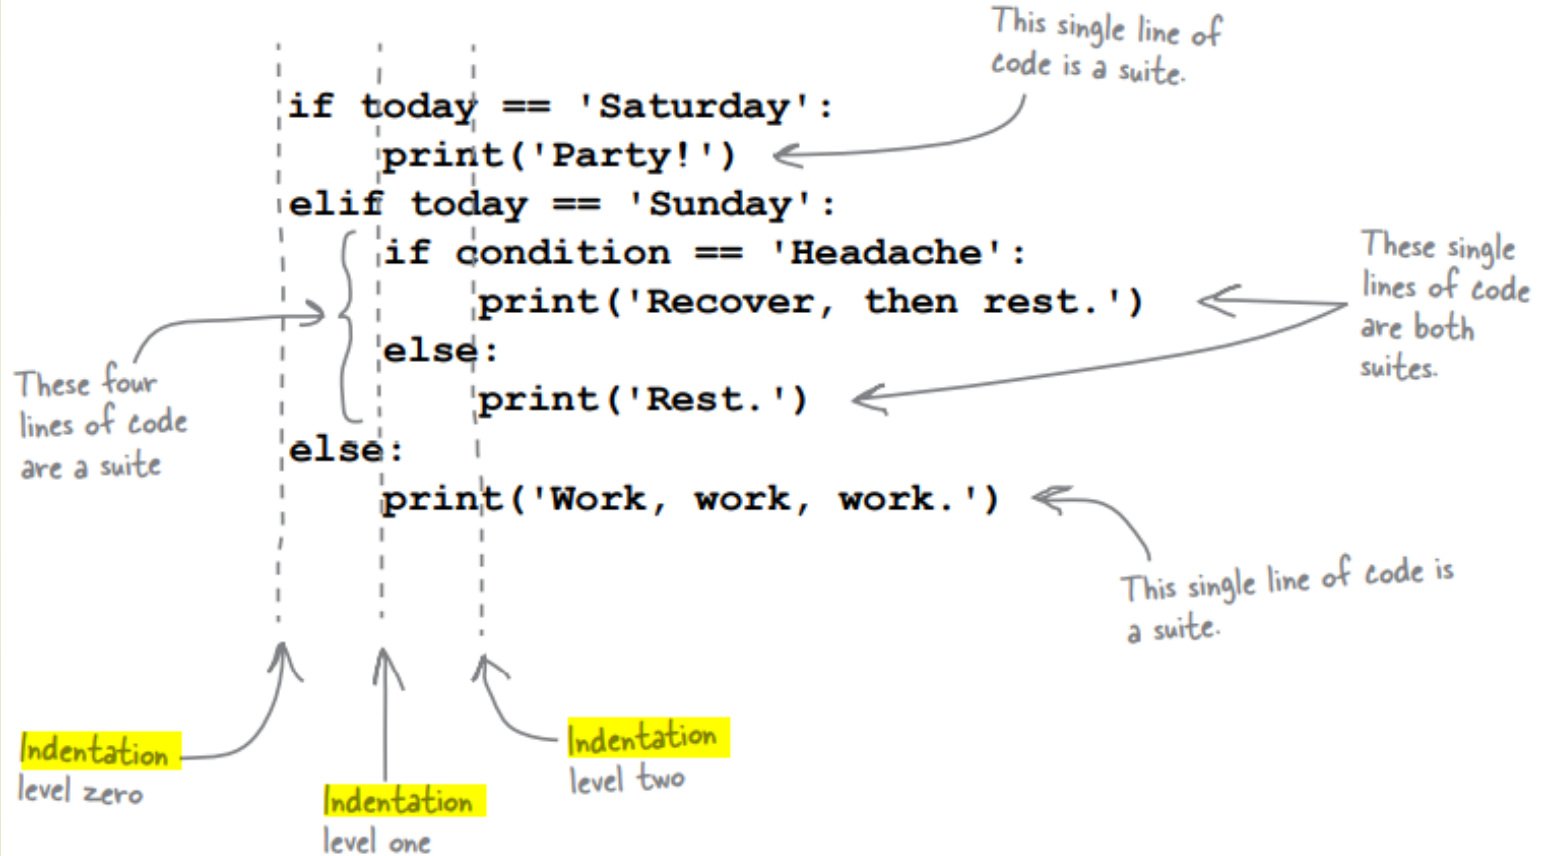 This single line of
code is a suite.
if today == 'Saturday':
print('Party!')
elif today == 'Sunday':
if condition == 'Headache':
print('Recover, then rest.')
else:
print('Rest.')
else:
print('Work, work, work.')
These single
lines of code
are both
suites.
These four
lines of code
are a suite
This single line of code is
a suite.
Indentation
level zero
Indentation
level one
Indentation
level two